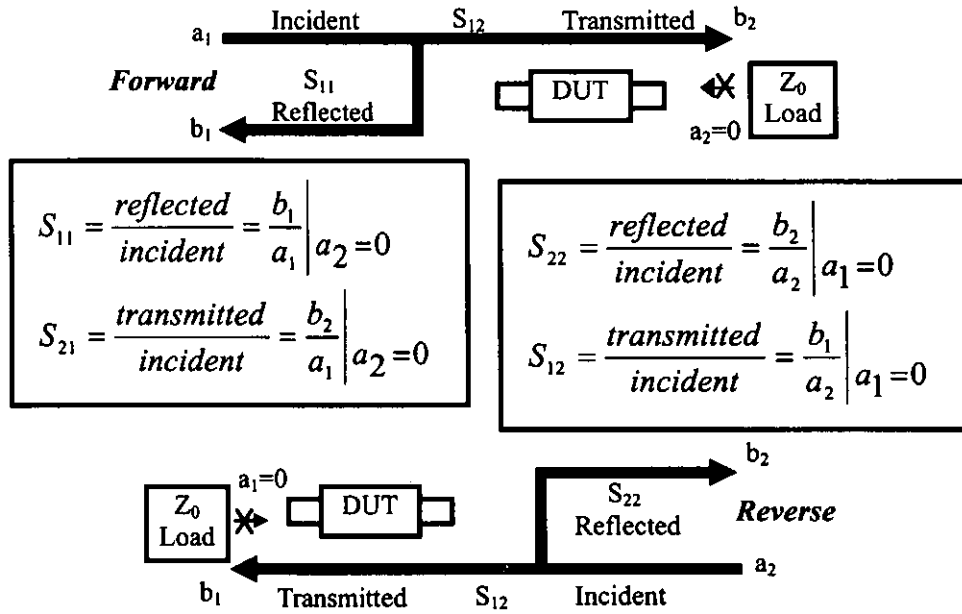 a₁ Incident S₁₂ Transmitted b₂
Forward S₁₁ DUT Z₀
Reflected Load
b₁ a₂=0
S₁₁ = reflected/incident = b₁/a₁ | a₂=0
S₂₁ = transmitted/incident = b₂/a₁ | a₂=0
S₂₂ = reflected/incident = b₂/a₂ | a₁=0
S₁₂ = transmitted/incident = b₁/a₂ | a₁=0
a₁=0 b₂
Z₀ DUT S₂₂ Reverse
Load Reflected
a₂
b₁ Transmitted S₁₂ Incident